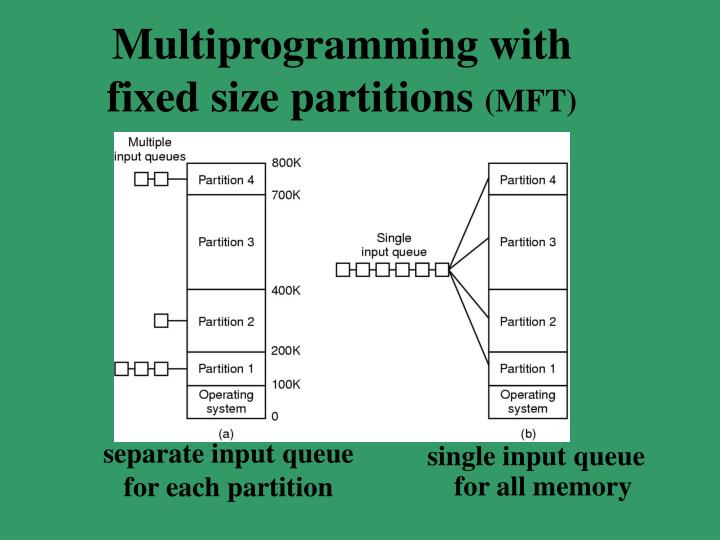 Multiprogramming with
fixed size partitions (MFT)
Multiple
input queues
800K
Partition 4
700K
Partition 3
400K
Partition 2
200K
Partition 1
100K
Operating
system
0
(a)
Single
input queue
Partition 4
Partition 3
Partition 2
Partition 1
Operating
system
(b)
separate input queue
for each partition
single input queue
for all memory